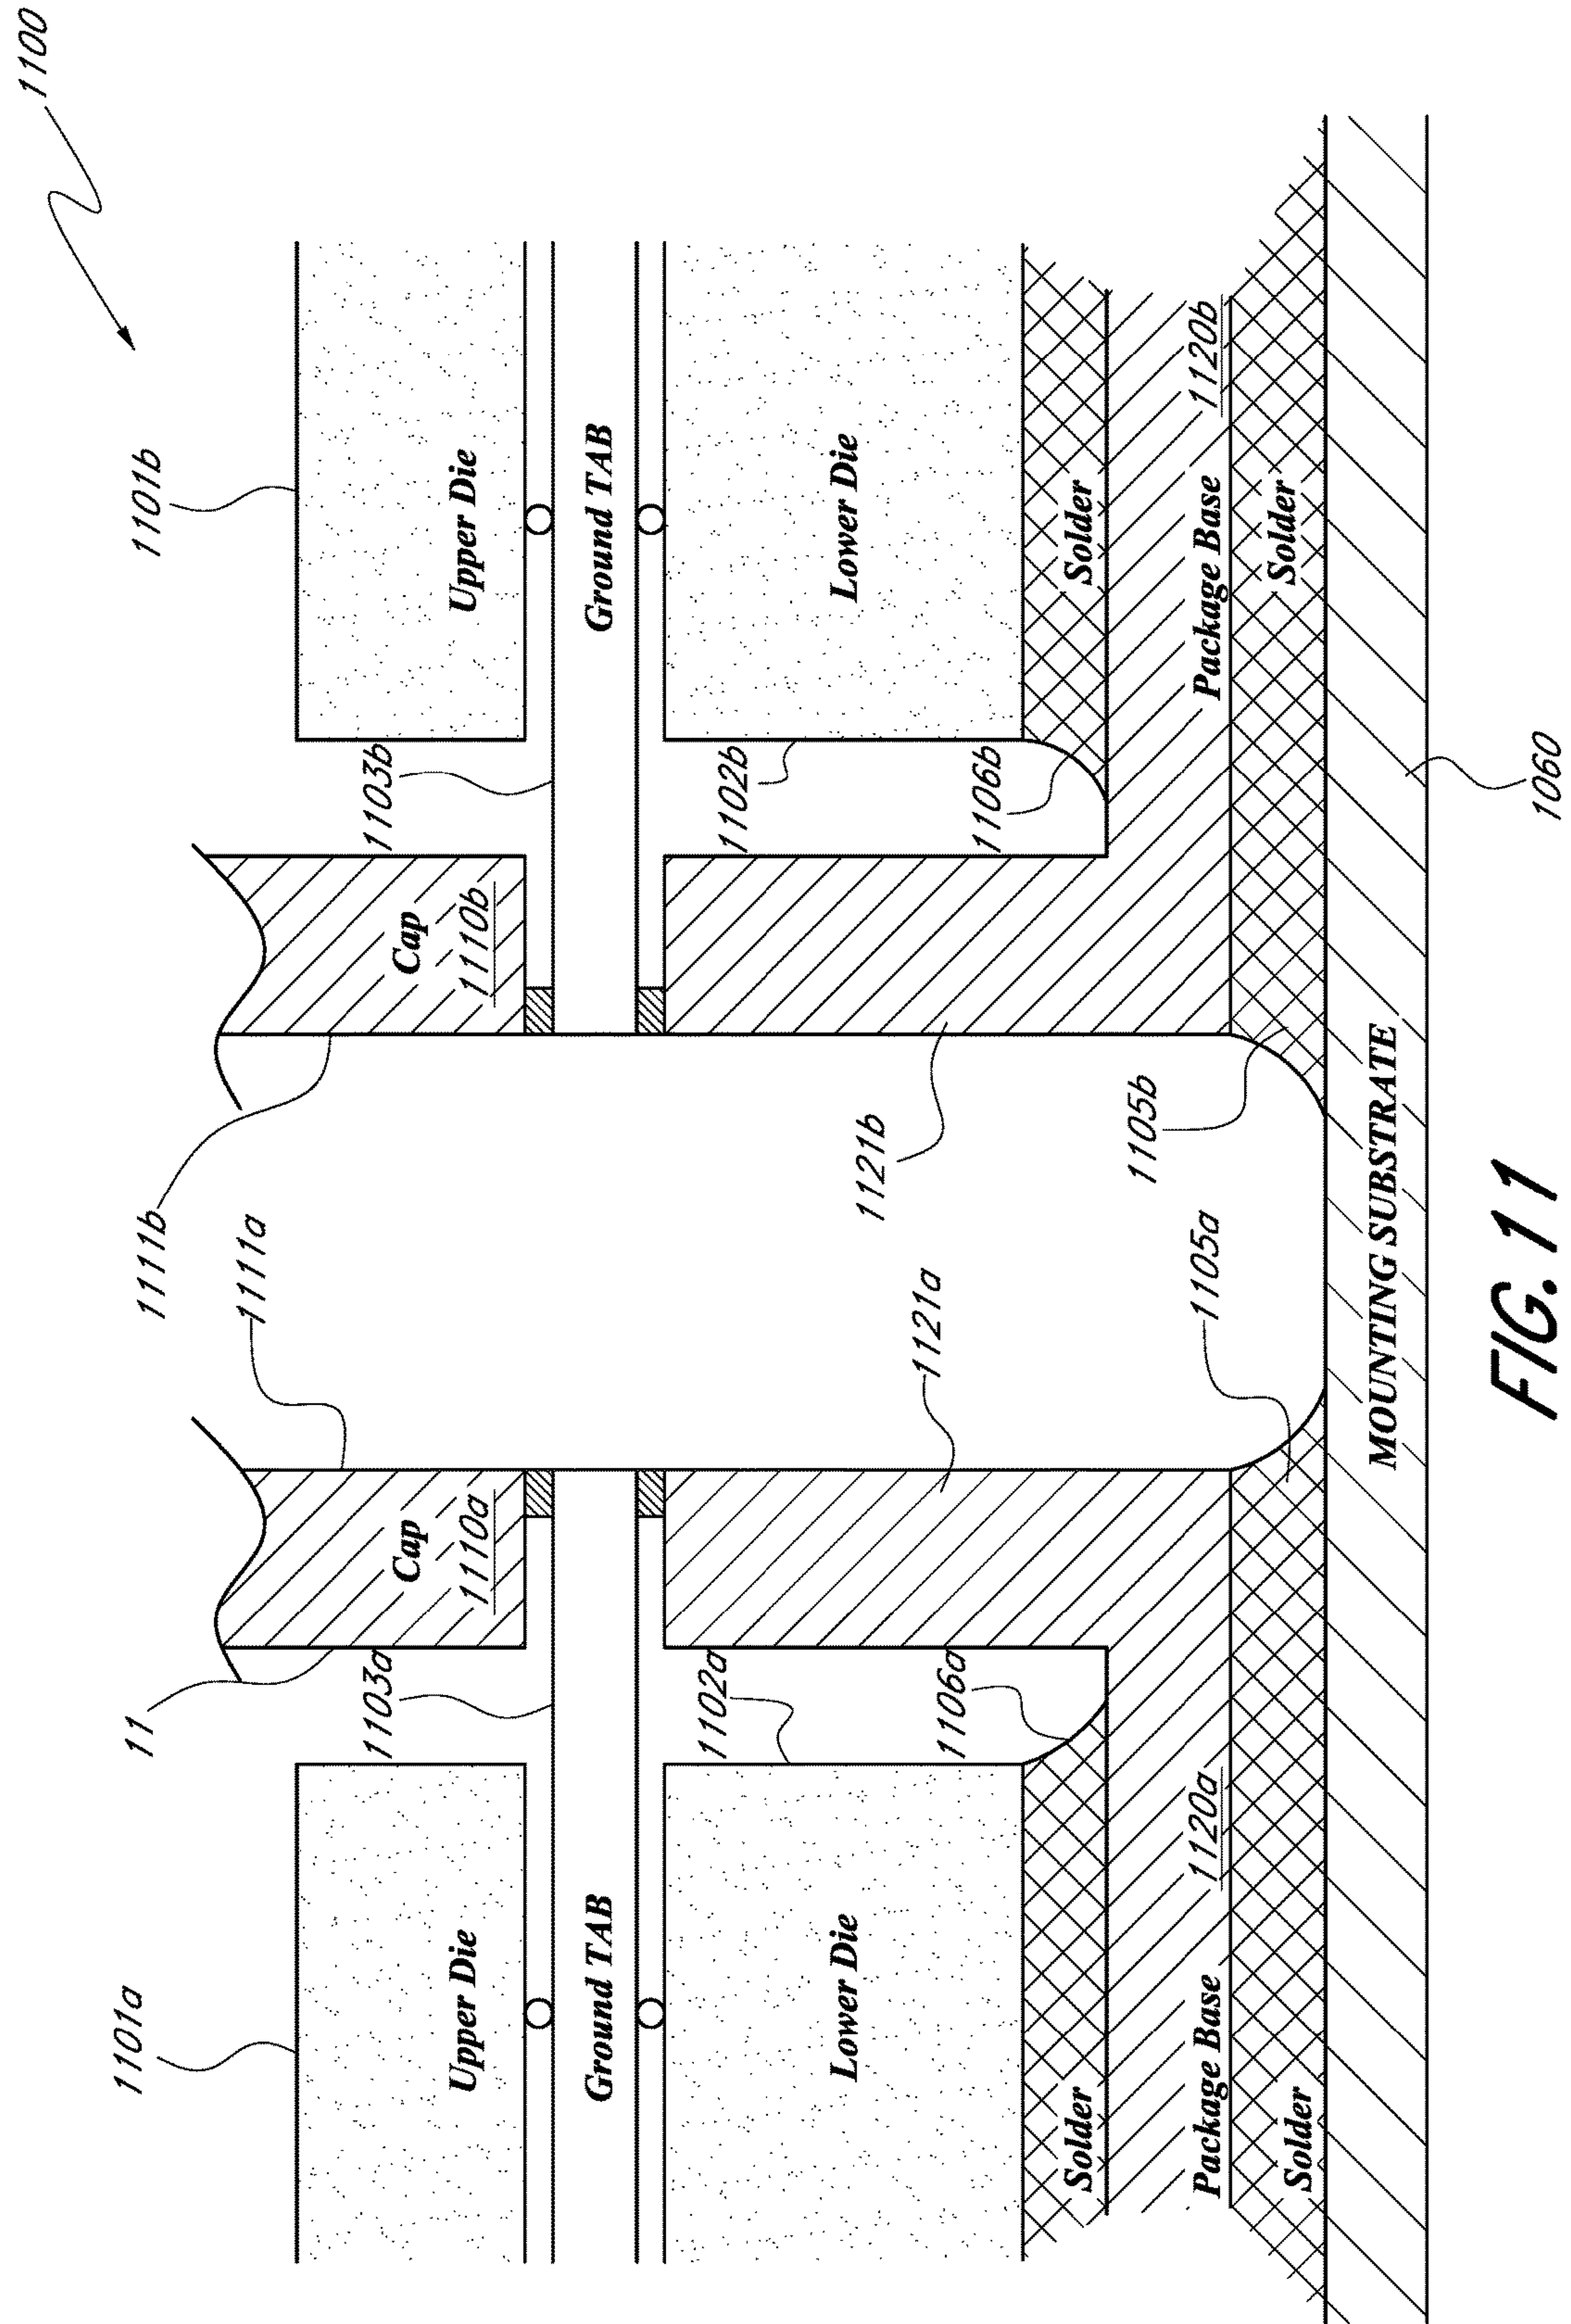 1100
1101a
11
1111a
1111b
1101b
Upper Die
Cap
1110a
Cap
1110b
Upper Die
1103a
1103b
Ground TAB
Ground TAB
1102a
1102b
Lower Die
1121a
1121b
Lower Die
1106a
1106b
Solder
Solder
Package Base
1120a
1105a
1105b
Package Base
1120b
Solder
Solder
MOUNTING SUBSTRATE
1060
FIG. 11